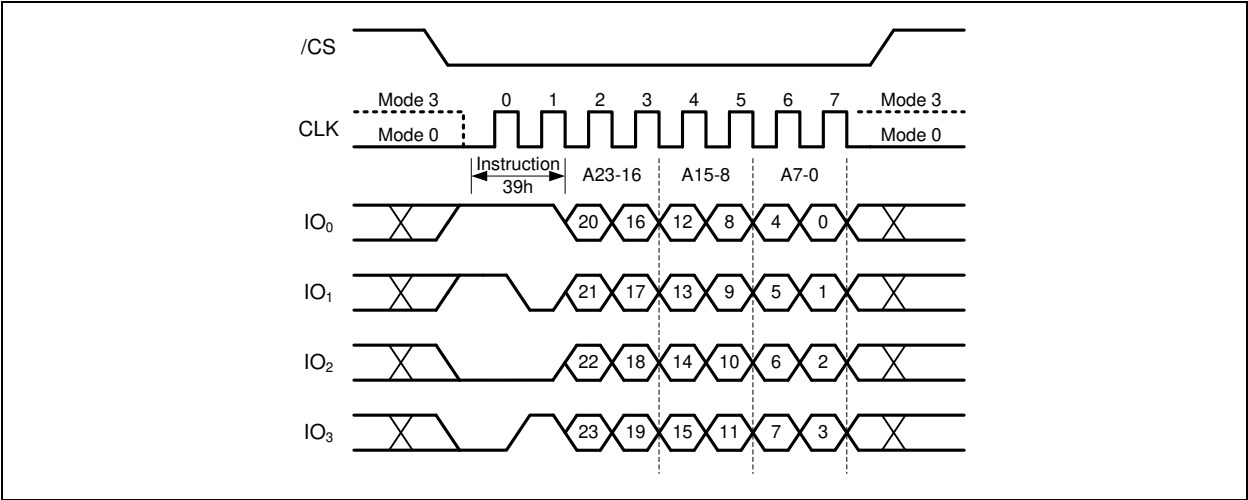 /CS
Mode 3 0 1 2 3 4 5 6 7 Mode 3
CLK
Mode 0 Mode 0
Instruction A23-16 A15-8 A7-0
39h
IO₀ 20 16 12 8 4 0
IO₁ 21 17 13 9 5 1
IO₂ 22 18 14 10 6 2
IO₃ 23 19 15 11 7 3